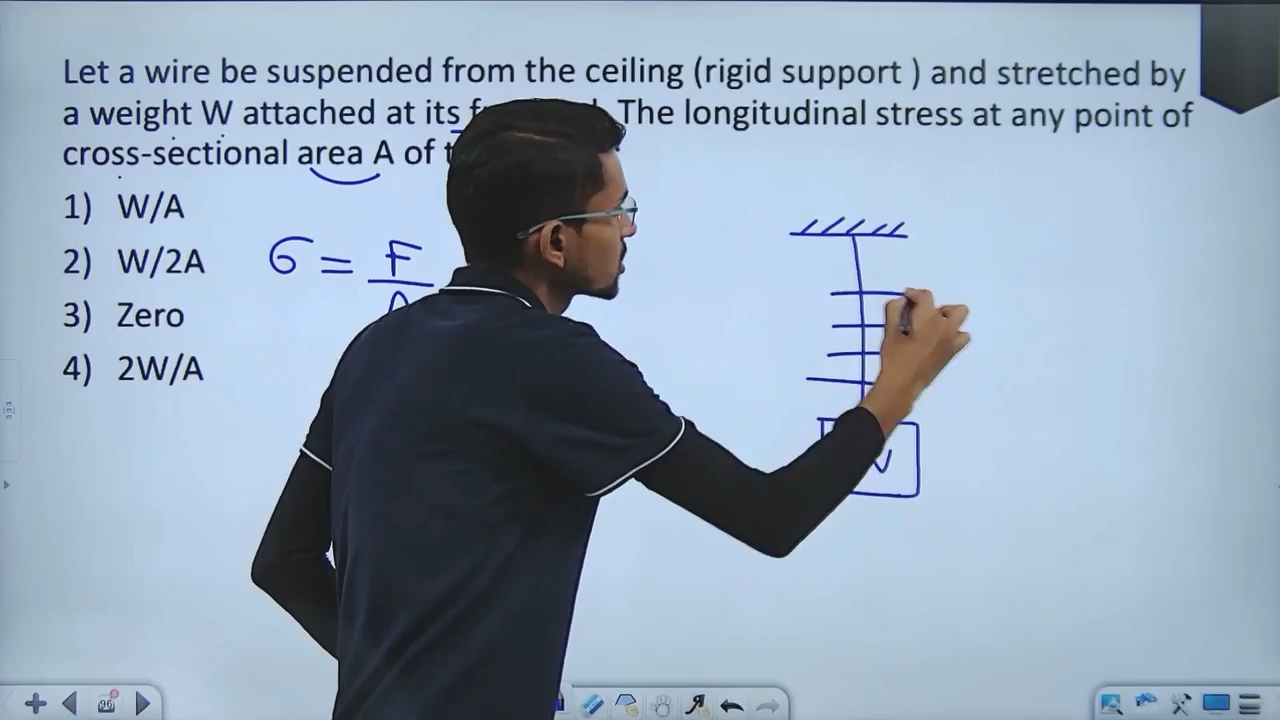 Let a wire be suspended from the ceiling (rigid support ) and stretched by
a weight W attached at its The longitudinal stress at any point of
cross-sectional area A of
1) W/A
2) W/2A
3) Zero
4) 2W/A
σ = F